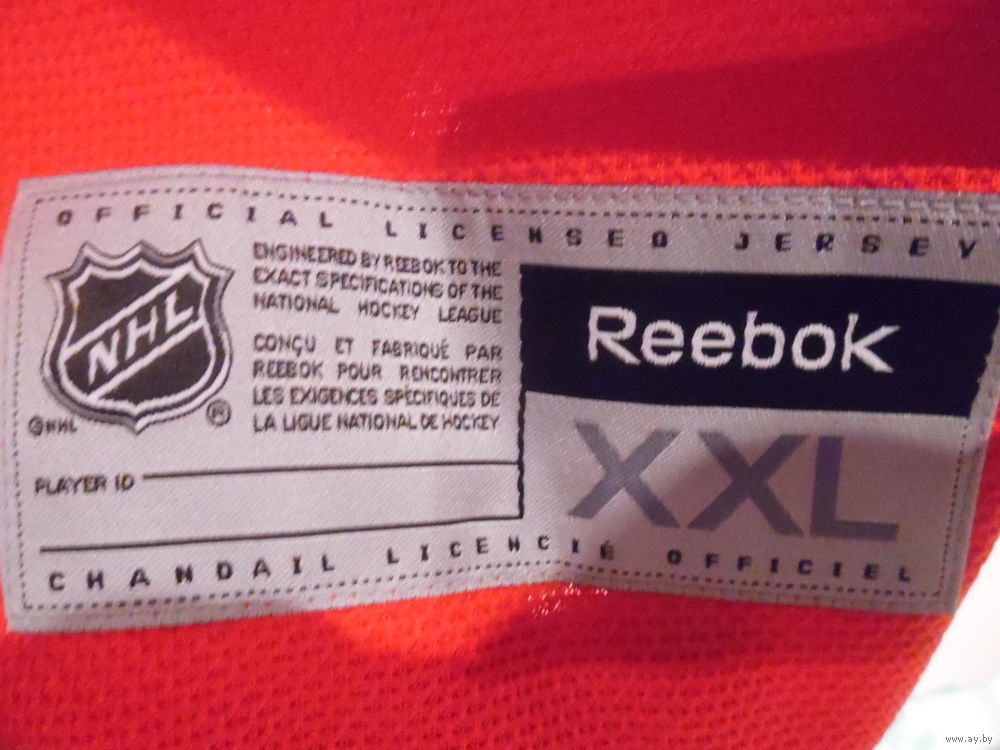 OFFICIAL LICENSED JERSEY
NHL
©NHL ®
ENGINEERED BY REEBOK TO THE
EXACT SPECIFICATIONS OF THE
NATIONAL HOCKEY LEAGUE
CONÇU ET FABRIQUÉ PAR
REEBOK POUR RENCONTRER
LES EXIGENCES SPÉCIFIQUES DE
LA LIGUE NATIONAL DE HOCKEY
Reebok
XXL
PLAYER ID
CHANDAIL LICENCIÉ OFFICIEL
www.ay.by